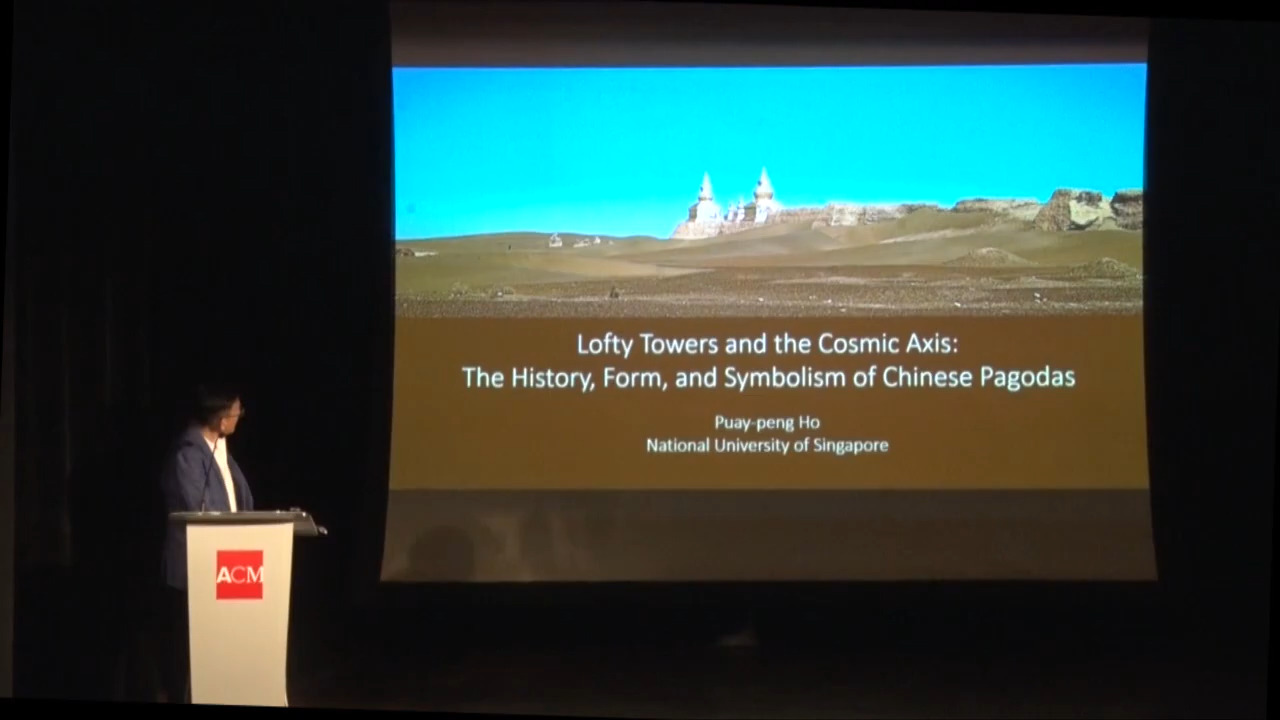 Lofty Towers and the Cosmic Axis:
The History, Form, and Symbolism of Chinese Pagodas
Puay-peng Ho
National University of Singapore
ACM